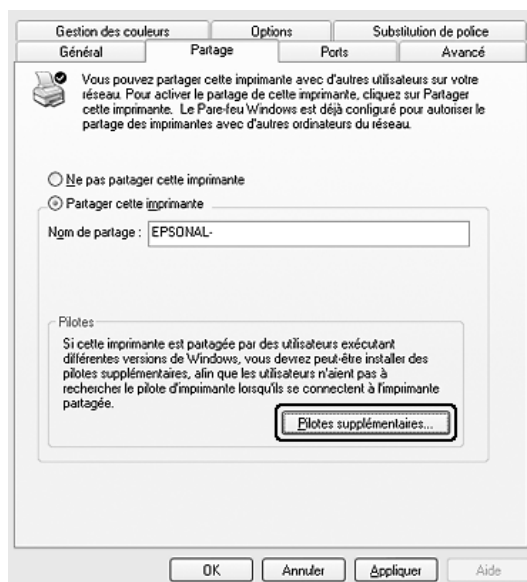 Gestion des couleurs Options Substitution de police
Général Partage Ports Avancé
Vous pouvez partager cette imprimante avec d'autres utilisateurs sur votre
réseau. Pour activer le partage de cette imprimante, cliquez sur Partager
cette imprimante. Le Pare-feu Windows est déjà configuré pour autoriser le
partage des imprimantes avec d'autres ordinateurs du réseau.
Ne pas partager cette imprimante
Partager cette imprimante
Nom de partage : EPSONAL-
Pilotes
Si cette imprimante est partagée par des utilisateurs exécutant
différentes versions de Windows, vous devrez peut-être installer des
pilotes supplémentaires, afin que les utilisateurs n'aient pas à
rechercher le pilote d'imprimante lorsqu'ils se connectent à l'imprimante
partagée.
Pilotes supplémentaires...
OK Annuler Appliquer Aide